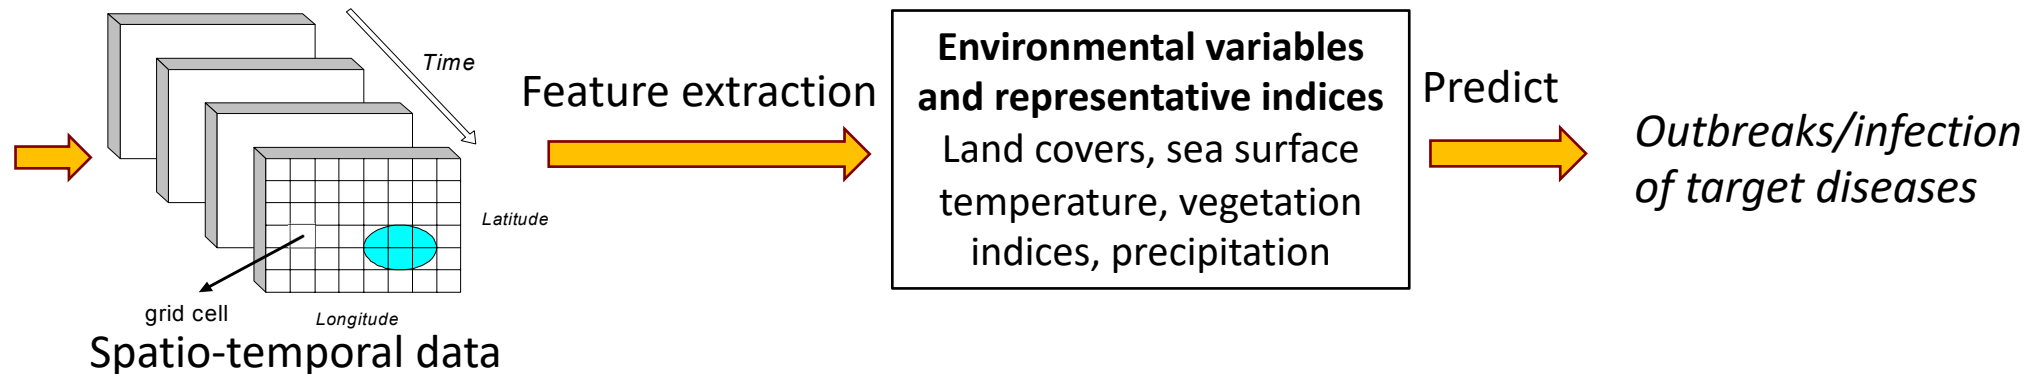 Time
Latitude
grid cell
Longitude
Spatio-temporal data
Feature extraction
Environmental variables
and representative indices
Land covers, sea surface
temperature, vegetation
indices, precipitation
Predict
Outbreaks/infection
of target diseases